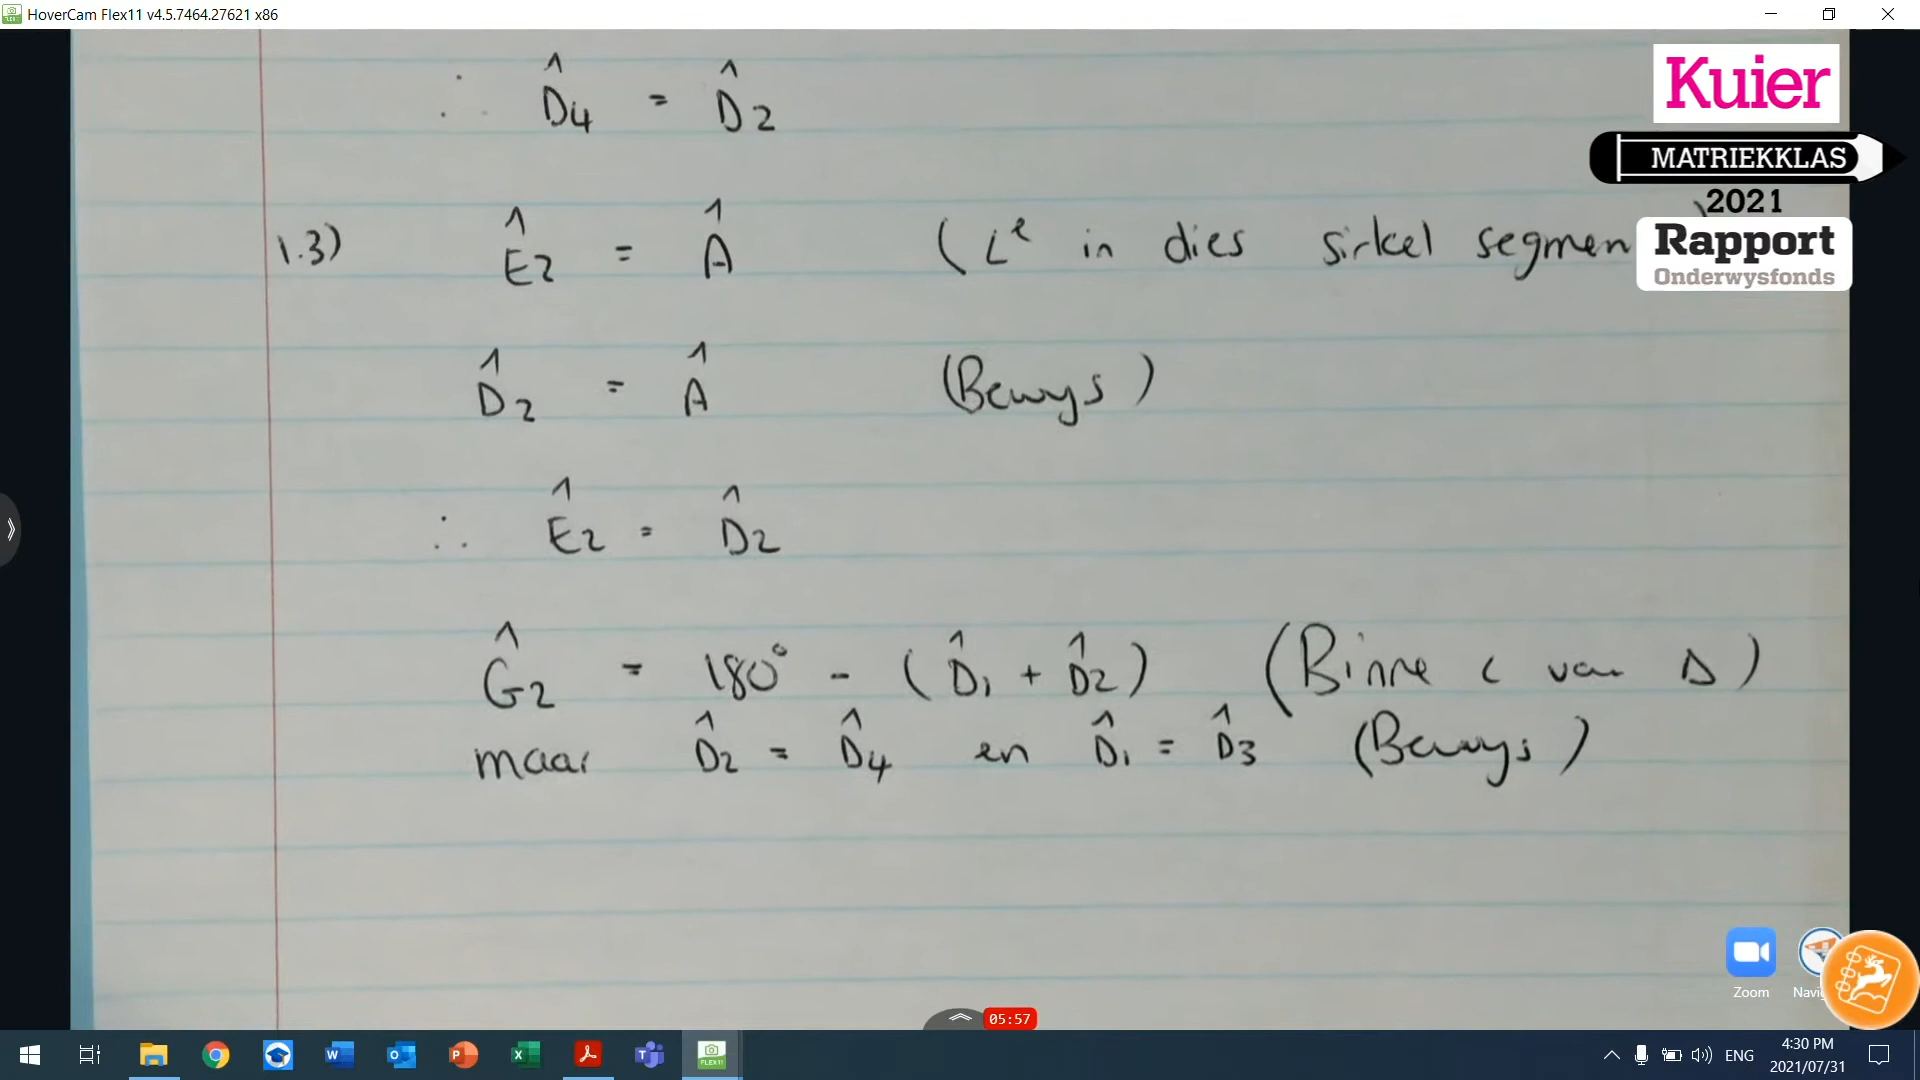 HoverCam Flex11 v4.5.7464.27621 x86
∴ D̂4 = D̂2
Kuier
MATRIEKKLAS
2021
Rapport
Onderwysfonds
1.3) Ê2 = Â (∠e in dies sirkel segmen
D̂2 = Â (Bewys)
∴ Ê2 = D̂2
Ĝ2 = 180° - (D̂1 + D̂2) (Binne ∠ van Δ)
maar D̂2 = D̂4 en D̂1 = D̂3 (Bewys)
Zoom
05:57
ENG
4:30 PM
2021/07/31